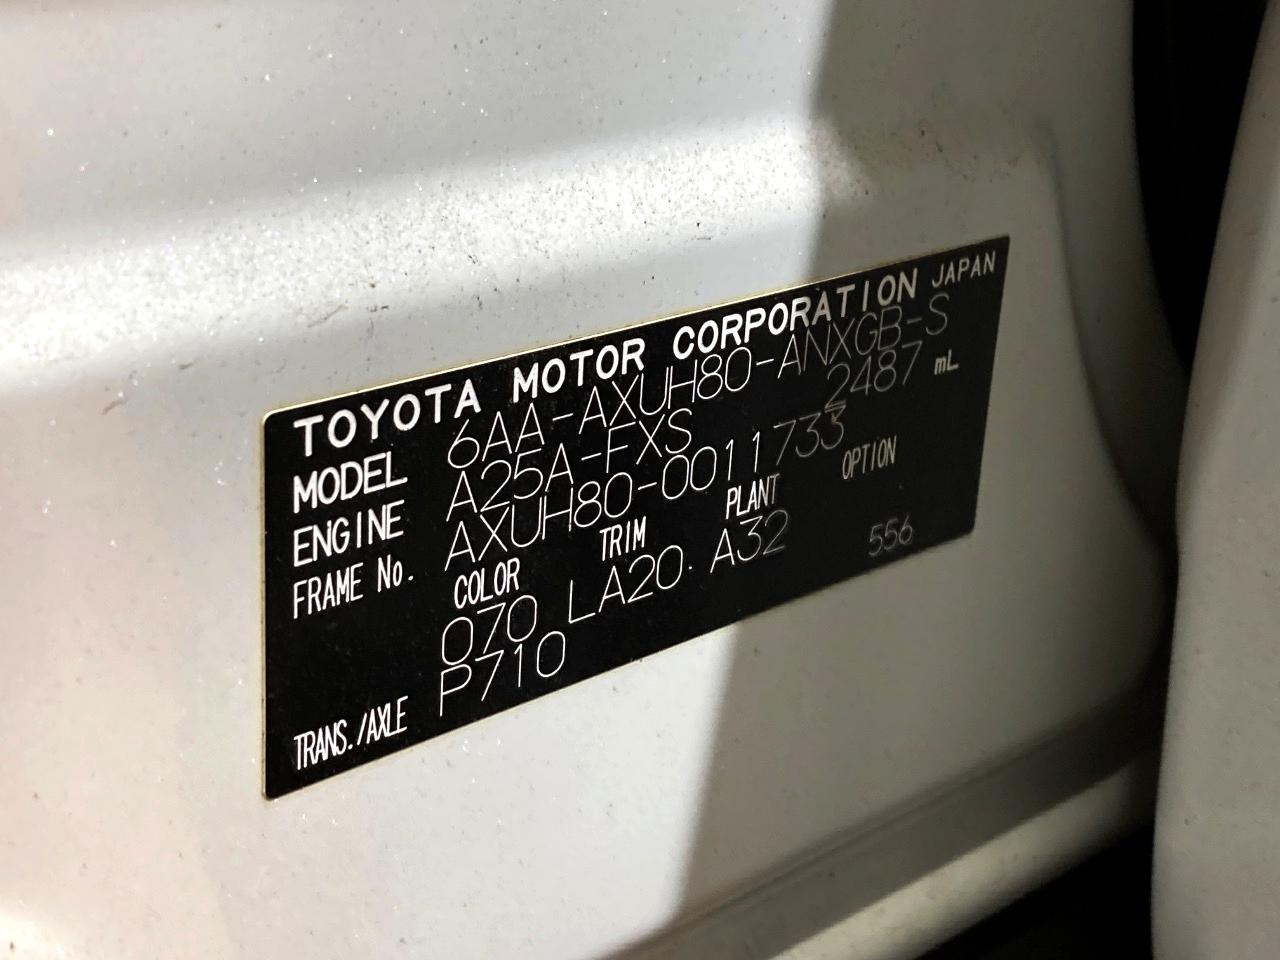 TOYOTA MOTOR CORPORATION JAPAN
MODEL 6AA-AXUH80-ANXGB-S
ENGINE A25A-FXS 2487 mL
FRAME No. AXUH80-0011733
COLOR TRIM PLANT OPTION
070 LA20 A32 556
TRANS./AXLE P710